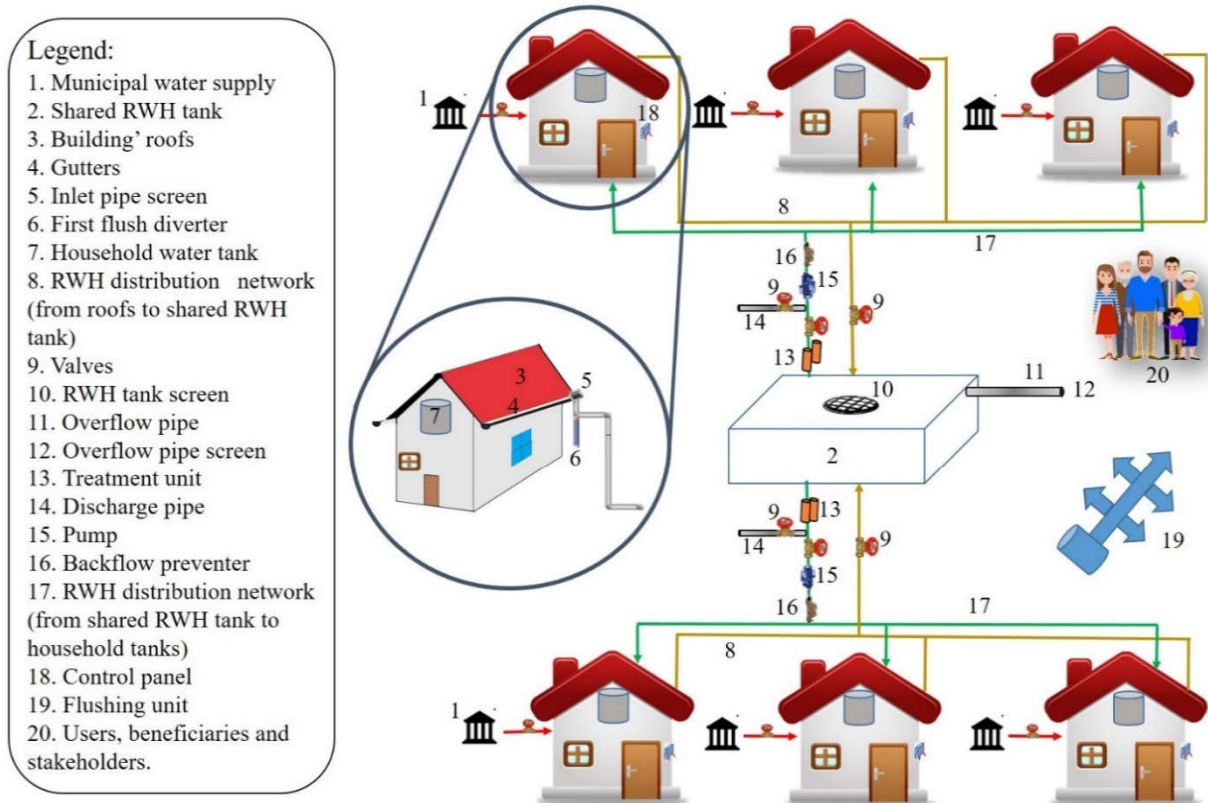 Legend:
1. Municipal water supply
2. Shared RWH tank
3. Building’ roofs
4. Gutters
5. Inlet pipe screen
6. First flush diverter
7. Household water tank
8. RWH distribution network
(from roofs to shared RWH
tank)
9. Valves
10. RWH tank screen
11. Overflow pipe
12. Overflow pipe screen
13. Treatment unit
14. Discharge pipe
15. Pump
16. Backflow preventer
17. RWH distribution network
(from shared RWH tank to
household tanks)
18. Control panel
19. Flushing unit
20. Users, beneficiaries and
stakeholders.
1
18
8
17
16
15
9
9
14
13
20
11
12
10
3
5
4
7
6
2
13
9
9
14
19
15
16
17
8
1